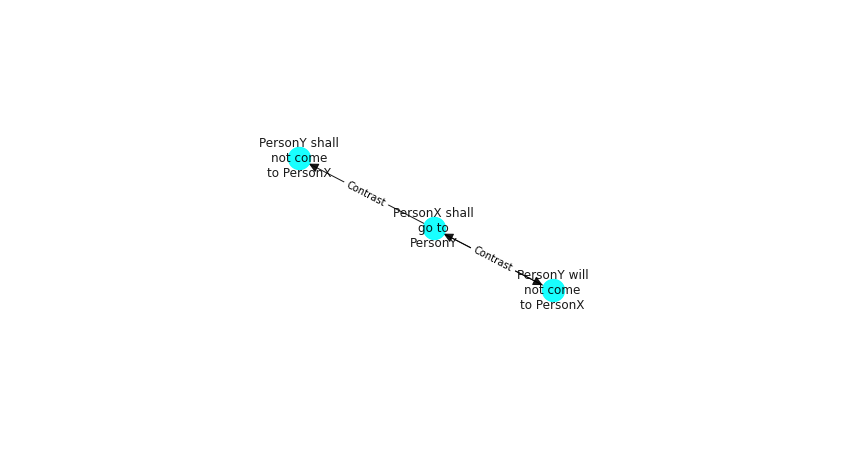 PersonY shall
not come
to PersonX
Contrast
PersonX shall
go to
PersonY
Contrast
PersonY will
not come
to PersonX